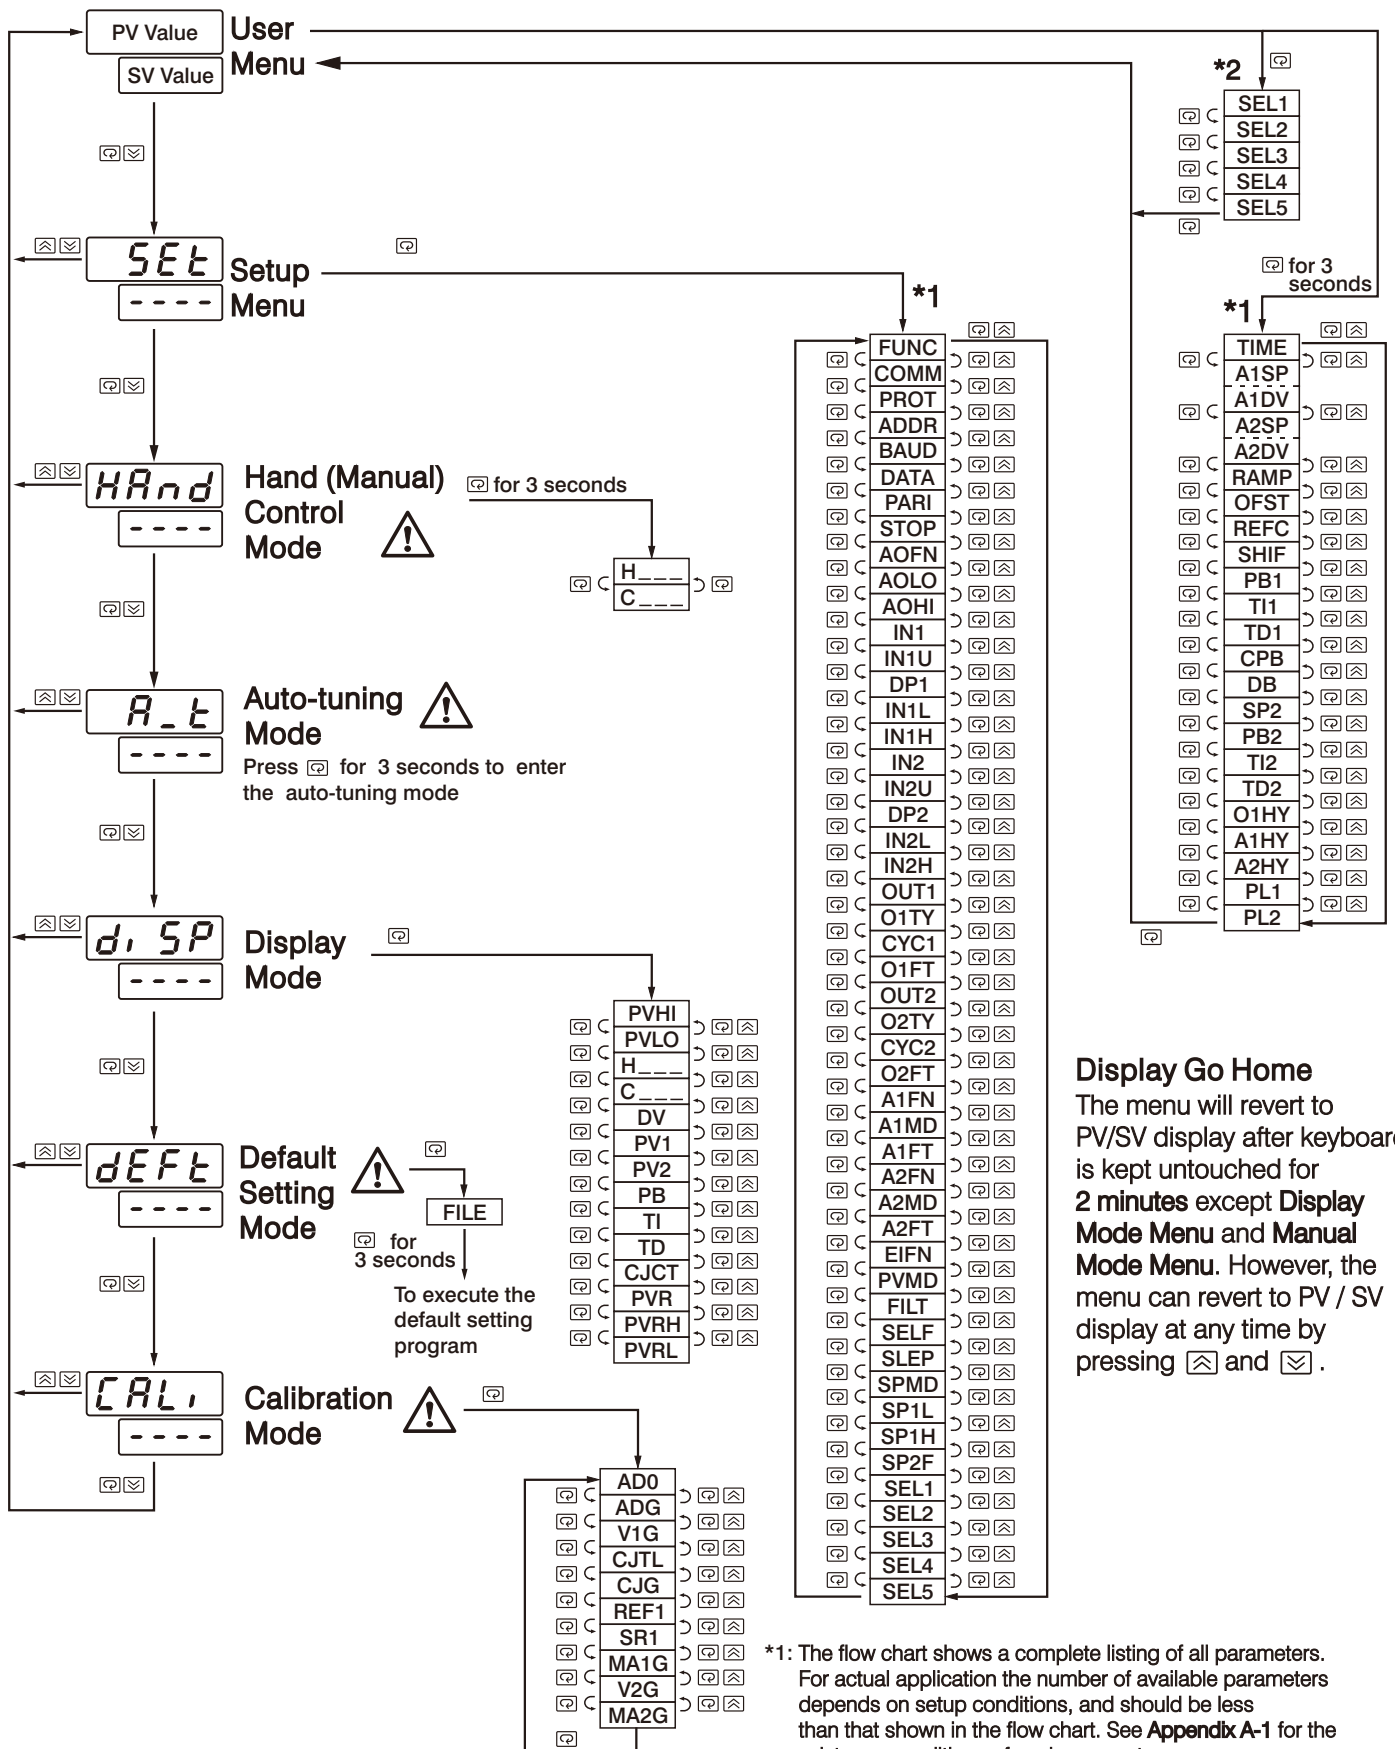 PV Value
SV Value
User
Menu
*2
SEL1
SEL2
SEL3
SEL4
SEL5
SEt
- - - -
Setup
Menu
*1
for 3
seconds
*1
TIME
A1SP
A1DV
A2SP
A2DV
RAMP
OFST
REFC
SHIF
PB1
TI1
TD1
CPB
DB
SP2
PB2
TI2
TD2
O1HY
A1HY
A2HY
PL1
PL2
FUNC
COMM
PROT
ADDR
BAUD
DATA
PARI
STOP
AOFN
AOLO
AOHI
IN1
IN1U
DP1
IN1L
IN1H
IN2
IN2U
DP2
IN2L
IN2H
OUT1
O1TY
CYC1
O1FT
OUT2
O2TY
CYC2
O2FT
A1FN
A1MD
A1FT
A2FN
A2MD
A2FT
EIFN
PVMD
FILT
SELF
SLEP
SPMD
SP1L
SP1H
SP2F
SEL1
SEL2
SEL3
SEL4
SEL5
HAnd
- - - -
Hand (Manual)
Control
Mode
for 3 seconds
H_ _ _
C_ _ _
A_t
- - - -
Auto-tuning
Mode
Press for 3 seconds to enter
the auto-tuning mode
di SP
- - - -
Display
Mode
PVHI
PVLO
H_ _ _
C_ _ _
DV
PV1
PV2
PB
TI
TD
CJCT
PVR
PVRH
PVRL
dEFt
- - - -
Default
Setting
Mode
FILE
for
3 seconds
To execute the
default setting
program
CALi
- - - -
Calibration
Mode
AD0
ADG
V1G
CJTL
CJG
REF1
SR1
MA1G
V2G
MA2G
Display Go Home
The menu will revert to
PV/SV display after keyboar
is kept untouched for
2 minutes except Display
Mode Menu and Manual
Mode Menu. However, the
menu can revert to PV / SV
display at any time by
pressing and .
*1: The flow chart shows a complete listing of all parameters.
For actual application the number of available parameters
depends on setup conditions, and should be less
than that shown in the flow chart. See Appendix A-1 for the